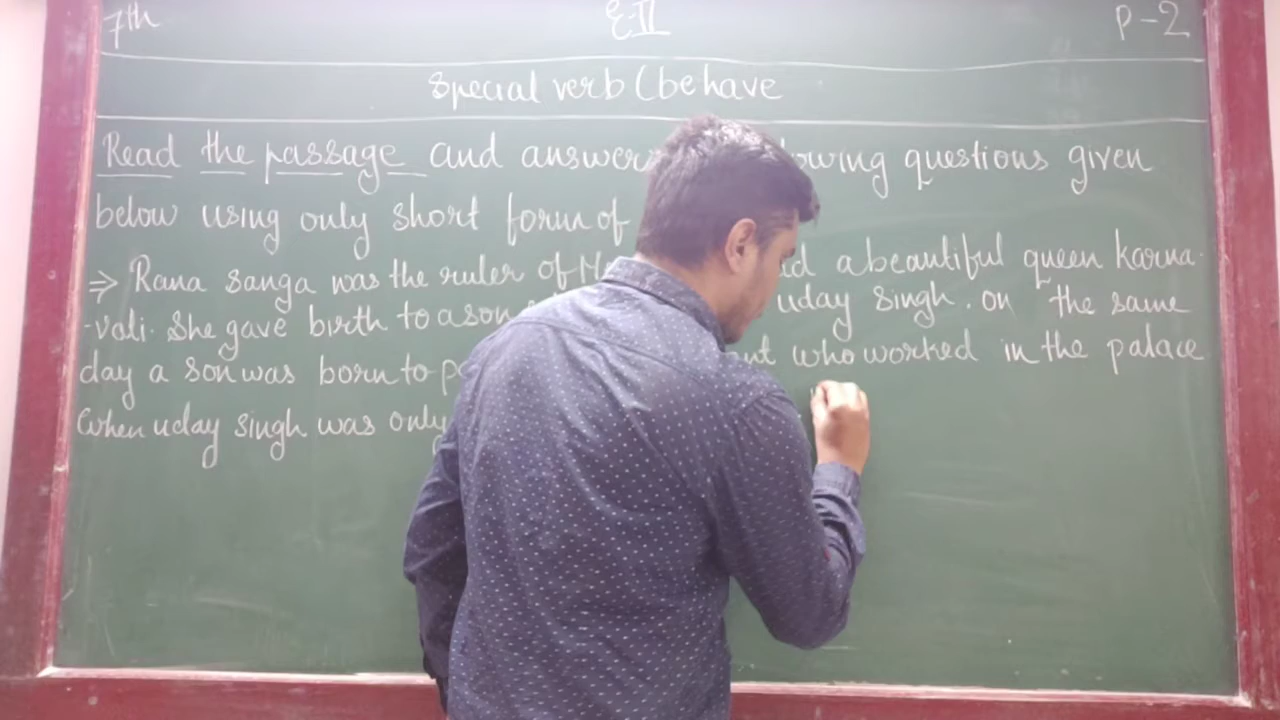 7th E-II P-2
Special verb (be have
Read the passage and answer questions given
below using only short form of
⇒ Rana Sanga was the ruler of a beautiful queen karna-
-vati. She gave birth to a son uday Singh. on the same
day a son was born to who worked in the palace
When uday Singh was only